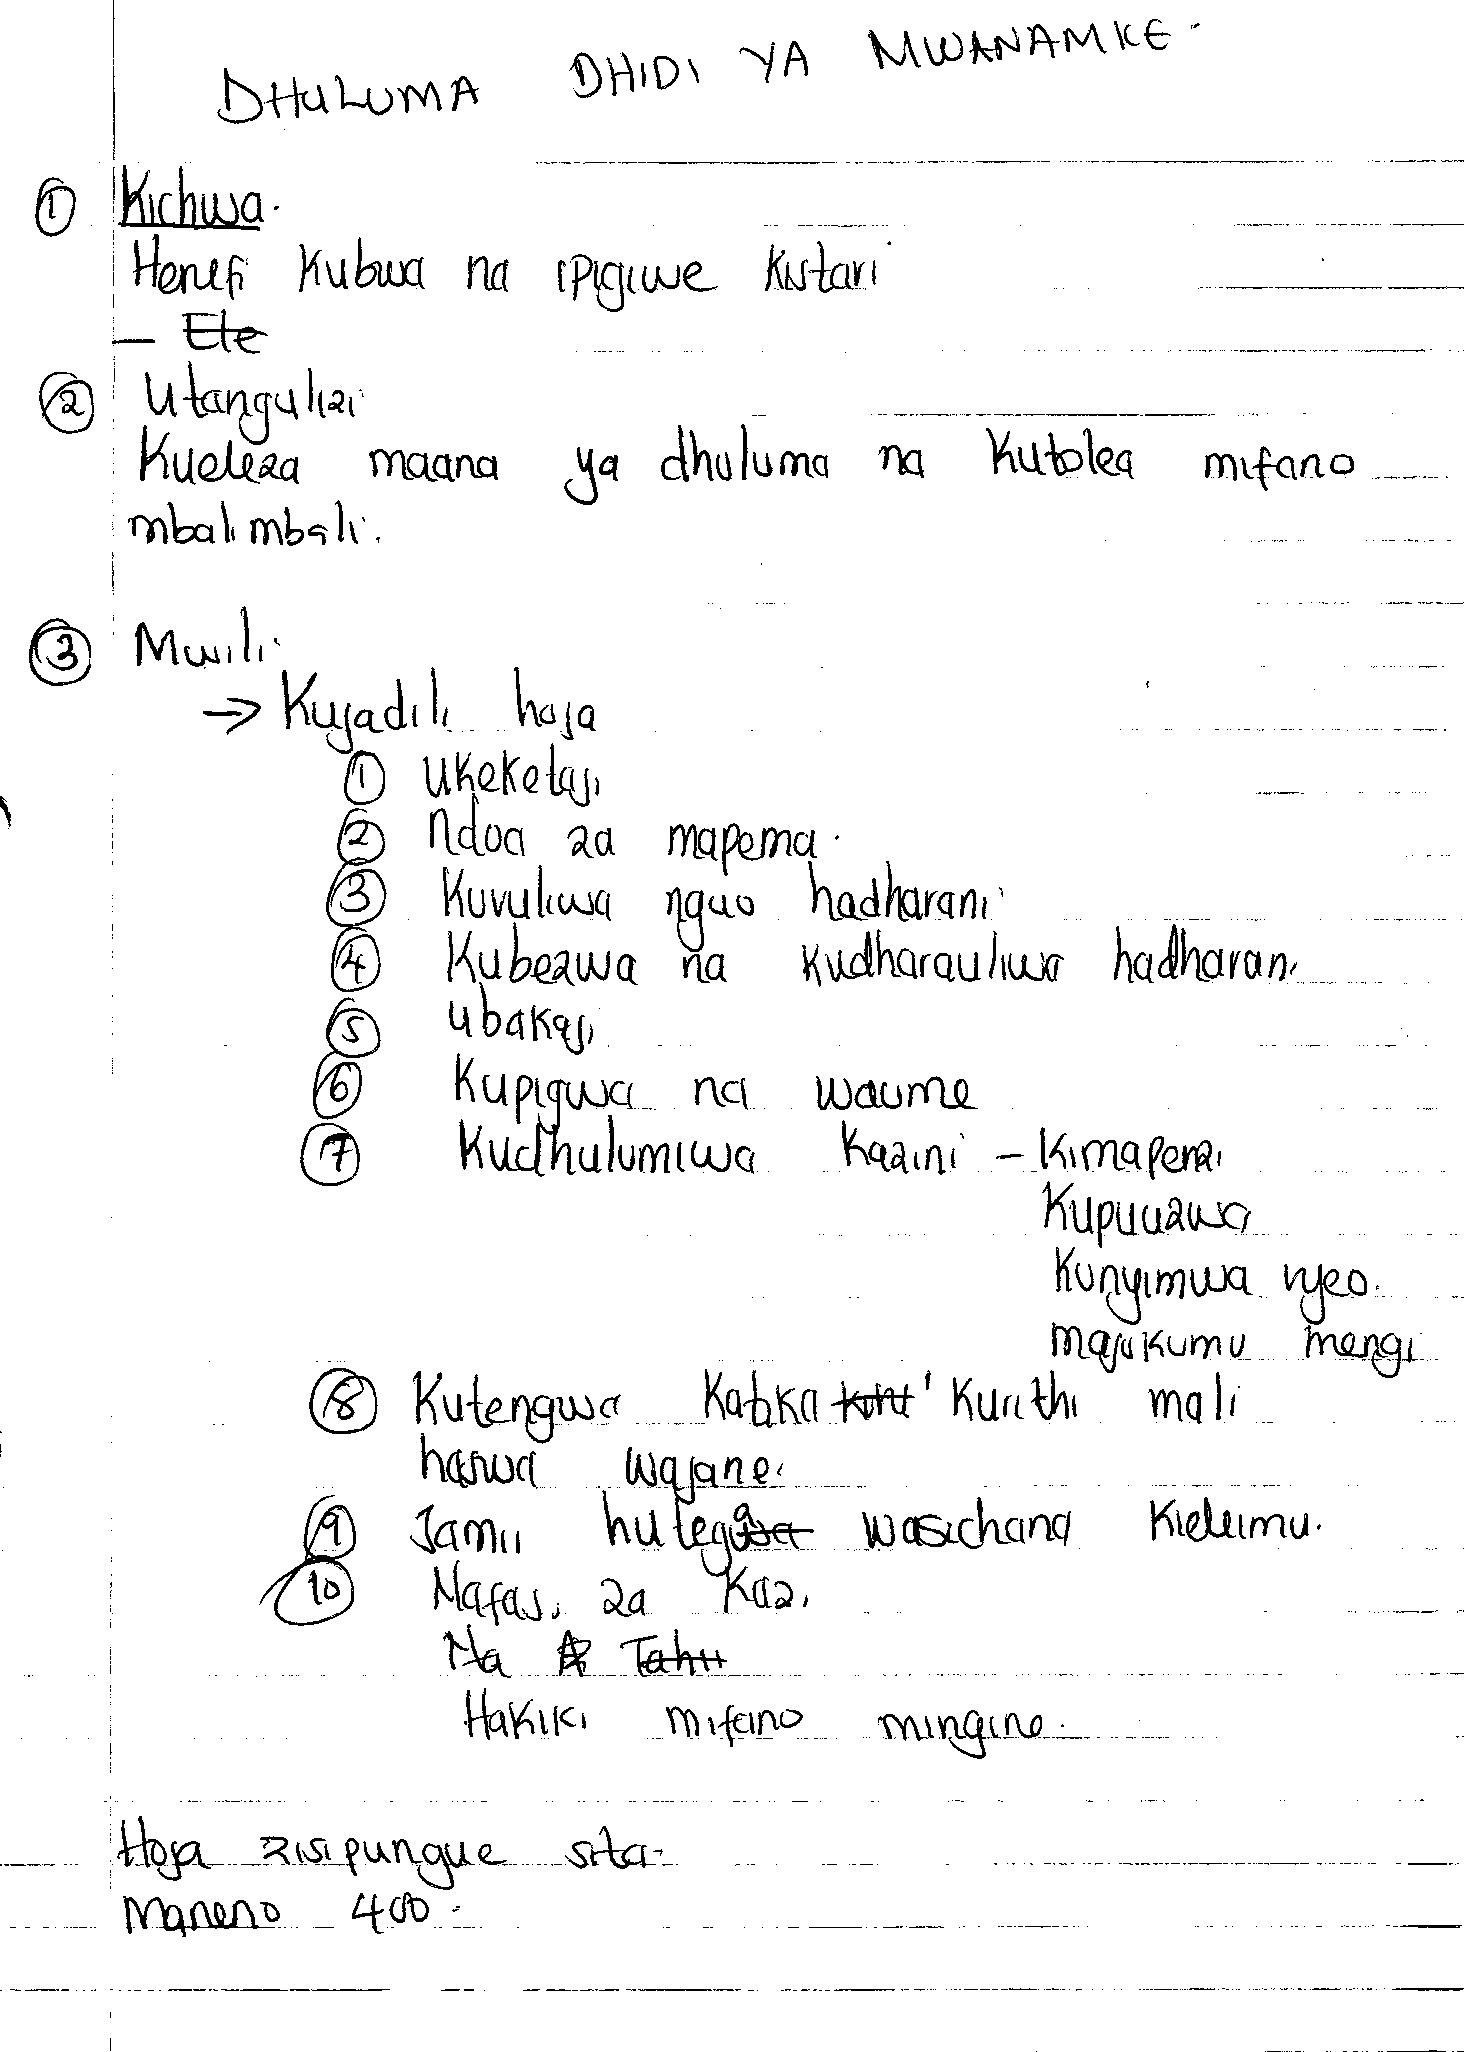 DHULUMA DHIDI YA MWANAMKE.
① Kichwa.
Herufi kubwa na ipigiwe kistari
– Ele
② Utangulizi
Kueleza maana ya dhuluma na kutolea mifano
mbalimbali.
③ Mwili
→ Kujadili hoja
① Ukeketaji
② Ndoa za mapema.
③ Kuvuliwa nguo hadharani
④ Kubezwa na kudharauliwa hadharani
⑤ Ubakaji
⑥ Kupigwa na waume
⑦ Kudhulumiwa kazini – Kimapenzi
Kupuuzwa
Kunyimwa vyeo.
majukumu mengi
⑧ Kutengwa katika kurithi mali
haswa wajane.
⑨ Jamii hutega wasichana kielimu.
⑩ Nafasi za kazi
Na
Hakiki mifano mingine.
Hoja zisipungue sita.
Maneno 400.